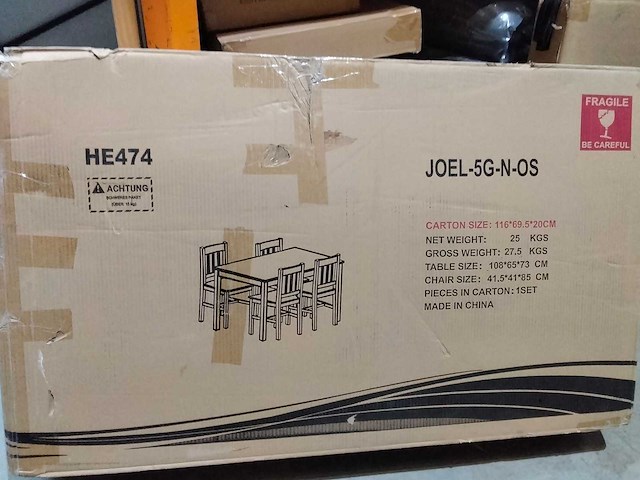 FRAGILE
BE CAREFUL
HE474
ACHTUNG
SCHWERES PAKET
JOEL-5G-N-OS
CARTON SIZE: 116*69.5*20CM
NET WEIGHT: 25 KGS
GROSS WEIGHT: 27.5 KGS
TABLE SIZE: 108*65*73 CM
CHAIR SIZE: 41.5*41*85 CM
PIECES IN CARTON: 1SET
MADE IN CHINA